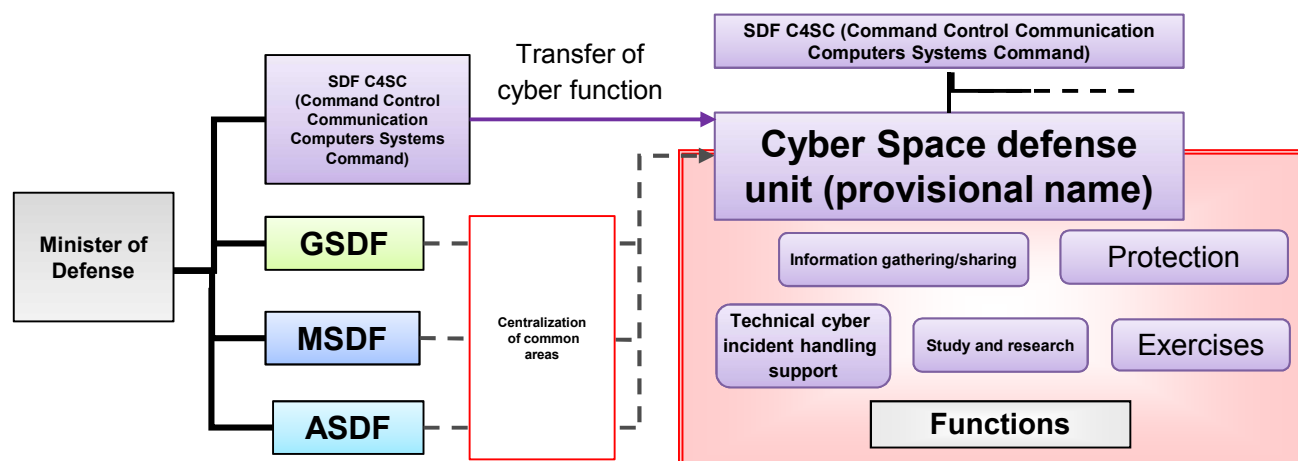 SDF C4SC (Command Control Communication
Computers Systems Command)
Transfer of
cyber function
SDF C4SC
(Command Control
Communication
Computers Systems
Command)
Cyber Space defense
unit (provisional name)
Minister of
Defense
GSDF
MSDF
ASDF
Centralization
of common
areas
Information gathering/sharing
Protection
Technical cyber
incident handling
support
Study and research
Exercises
Functions